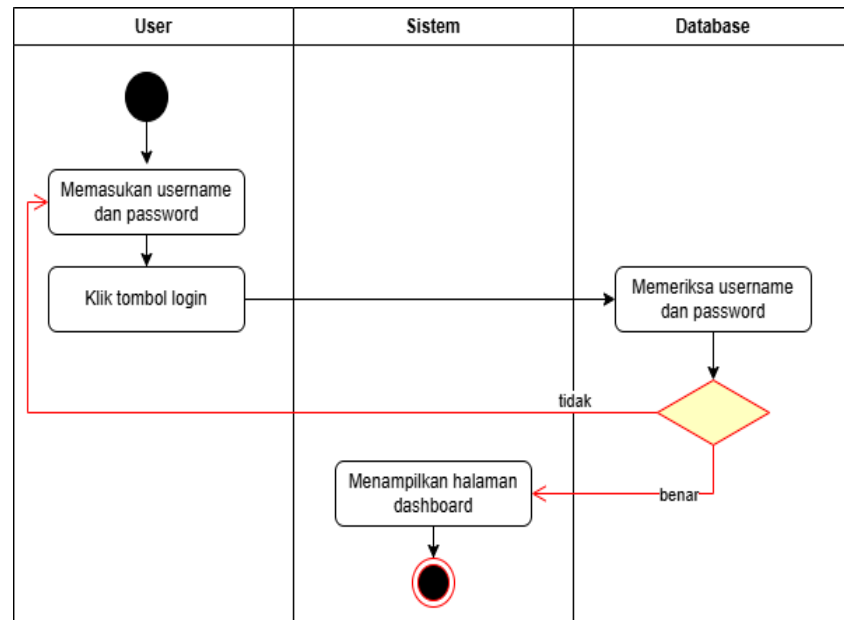 User
Sistem
Database
Memasukan username
dan password
Klik tombol login
Memeriksa username
dan password
tidak
Menampilkan halaman
dashboard
benar